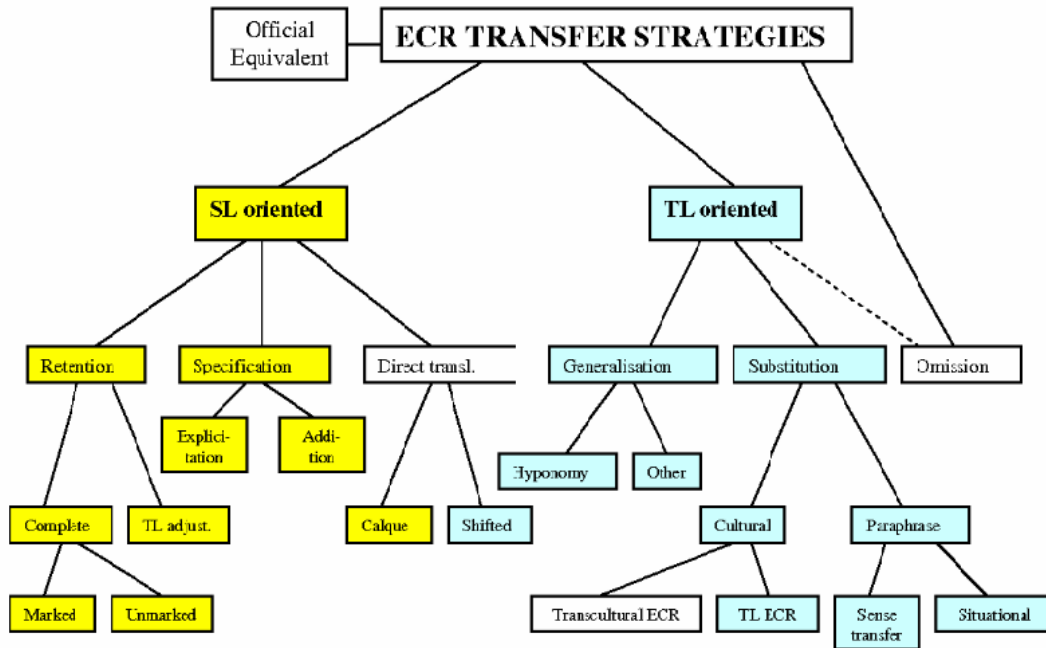 Official
Equivalent
ECR TRANSFER STRATEGIES
SL oriented
TL oriented
Retention
Specification
Direct transl.
Generalisation
Substitution
Omission
Explici-
tation
Addi-
tion
Hyponomy
Other
Complete
TL adjust.
Calque
Shifted
Cultural
Paraphrase
Marked
Unmarked
Transcultural ECR
TL ECR
Sense
transfer
Situational